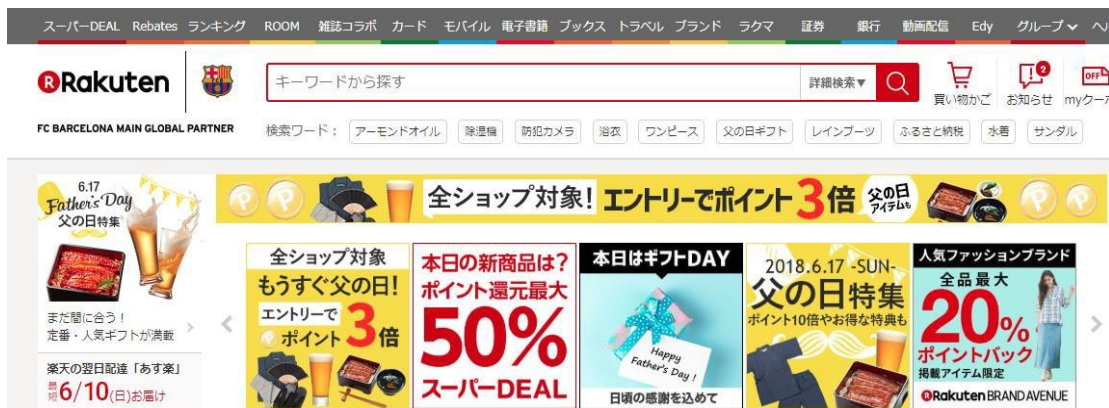 スーパーDEAL Rebates ランキング ROOM 雑誌コラボ カード モバイル 電子書籍 ブックス トラベル ブランド ラクマ 証券 銀行 動画配信 Edy グループ
R Rakuten
FC BARCELONA MAIN GLOBAL PARTNER
キーワードから探す
詳細検索▼
買い物かご
2
お知らせ
OFF
myクー
検索ワード：
アーモンドオイル 除湿機 防犯カメラ 浴衣 ワンピース 父の日ギフト レインブーツ ふるさと納税 水着 サンダル
6.17
Father's Day
父の日特集
まだ間に合う！
定番・人気ギフトが満載
楽天の翌日配達「あす楽」
最短6/10(日)お届け
P P 全ショップ対象! エントリーでポイント3倍 父の日アイテムも P P
全ショップ対象
もうすぐ父の日!
エントリーで
ポイント3倍
本日の新商品は?
ポイント還元最大
50%
スーパーDEAL
本日はギフトDAY
Happy
Father's Day !
日頃の感謝を込めて
2018.6.17 -SUN-
父の日特集
ポイント10倍やお得な特典も
人気ファッションブランド
全品最大
20%
ポイントバック
掲載アイテム限定
R Rakuten BRAND AVENUE